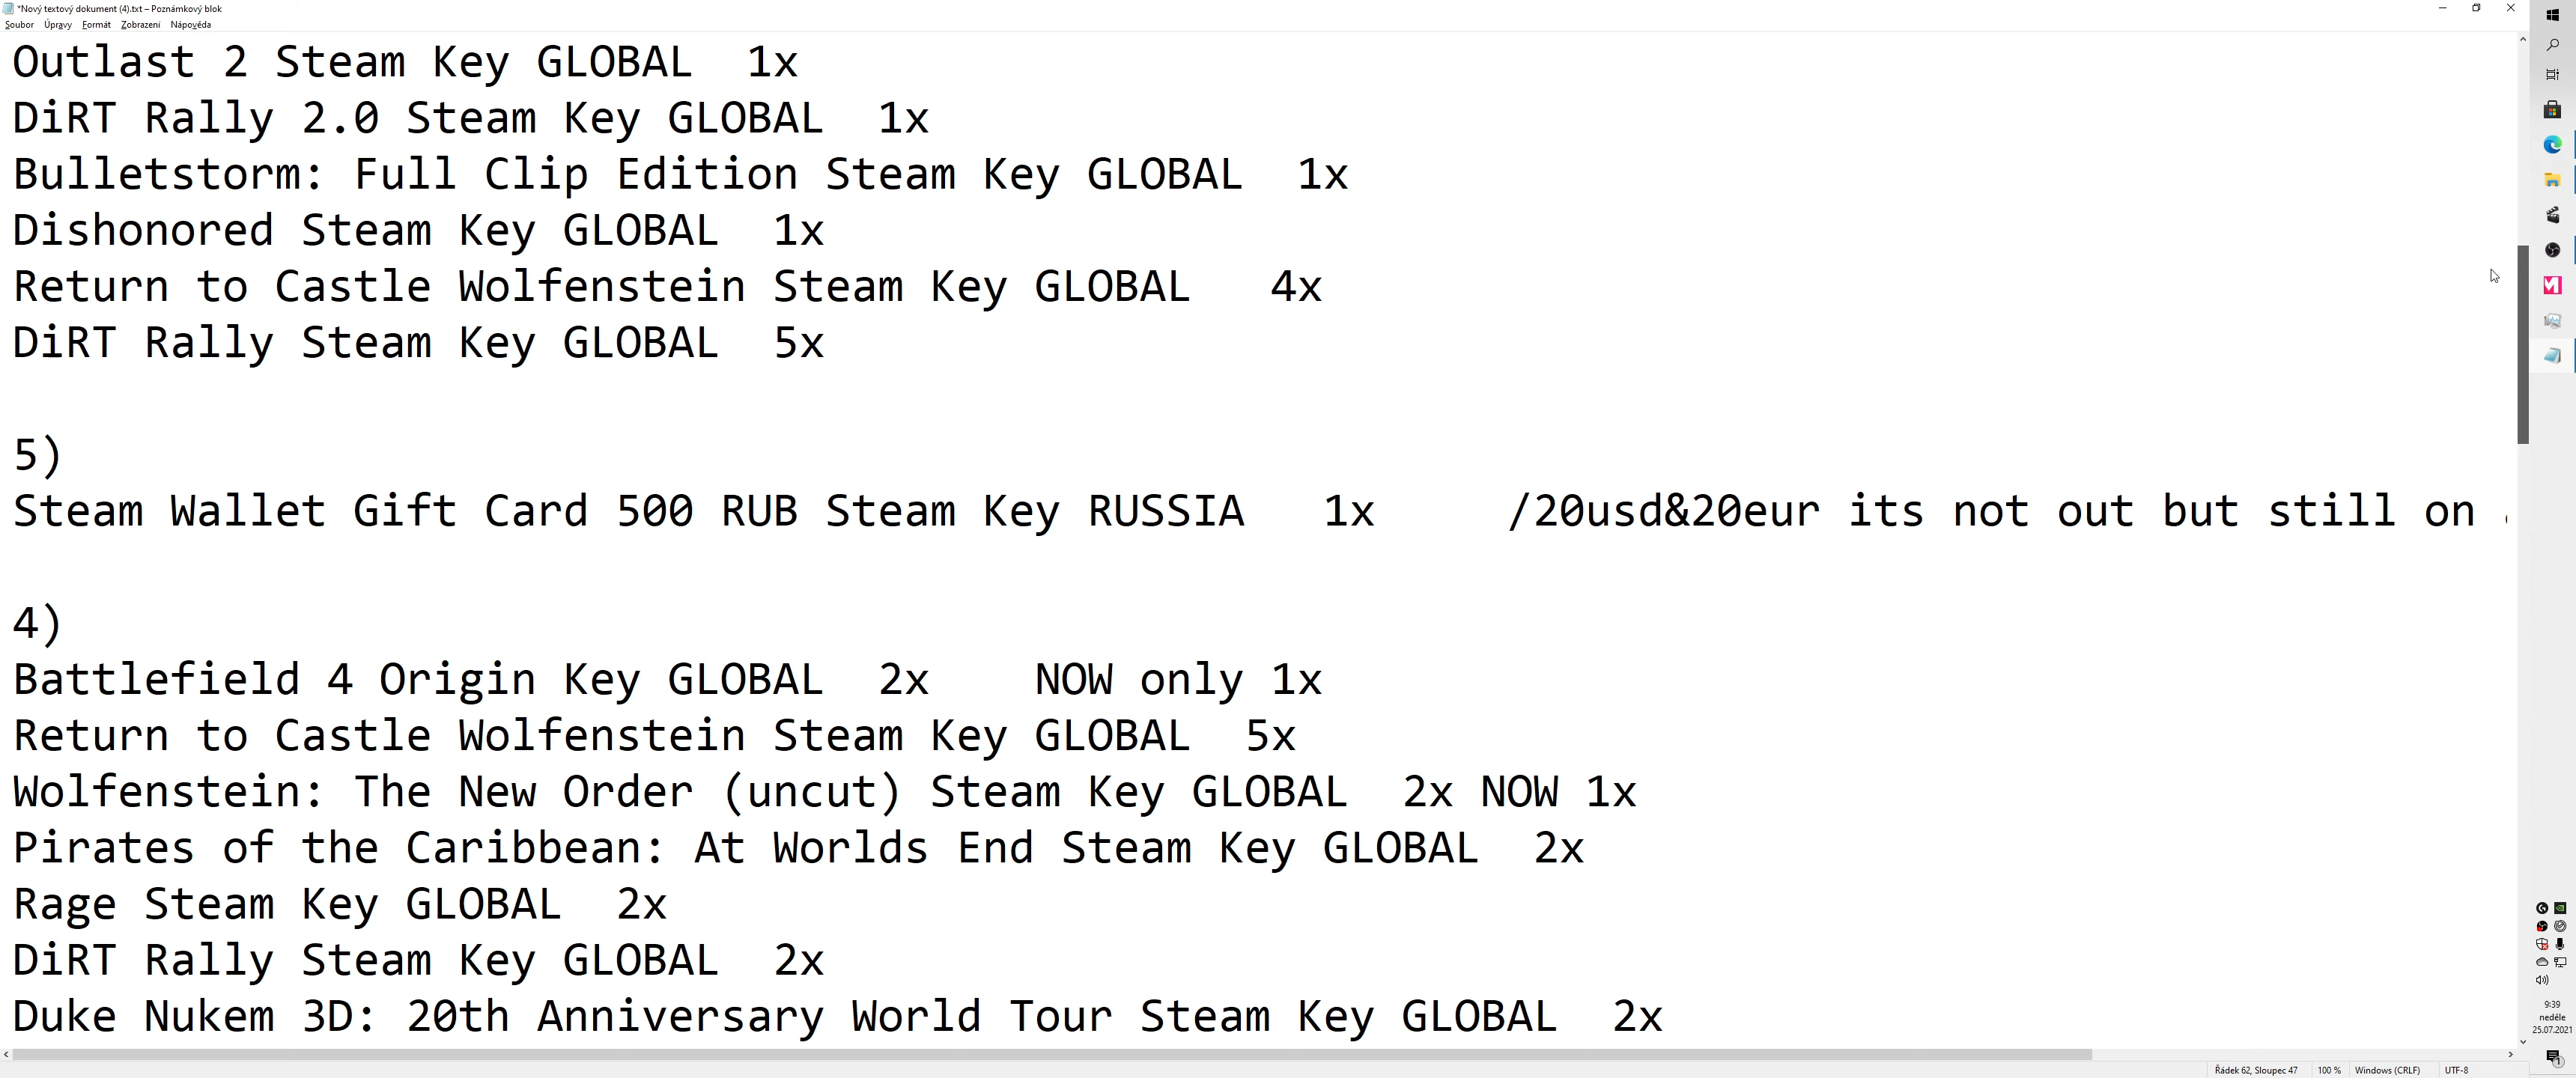 *Nový textový dokument (4).txt – Poznámkový blok
Soubor Úpravy Formát Zobrazení Nápověda
Outlast 2 Steam Key GLOBAL 1x
DiRT Rally 2.0 Steam Key GLOBAL 1x
Bulletstorm: Full Clip Edition Steam Key GLOBAL 1x
Dishonored Steam Key GLOBAL 1x
Return to Castle Wolfenstein Steam Key GLOBAL 4x
DiRT Rally Steam Key GLOBAL 5x
5)
Steam Wallet Gift Card 500 RUB Steam Key RUSSIA 1x /20usd&20eur its not out but still on
4)
Battlefield 4 Origin Key GLOBAL 2x NOW only 1x
Return to Castle Wolfenstein Steam Key GLOBAL 5x
Wolfenstein: The New Order (uncut) Steam Key GLOBAL 2x NOW 1x
Pirates of the Caribbean: At Worlds End Steam Key GLOBAL 2x
Rage Steam Key GLOBAL 2x
DiRT Rally Steam Key GLOBAL 2x
Duke Nukem 3D: 20th Anniversary World Tour Steam Key GLOBAL 2x
Řádek 62, Sloupec 47 100 % Windows (CRLF) UTF-8
9:39
neděle
25.07.2021
1